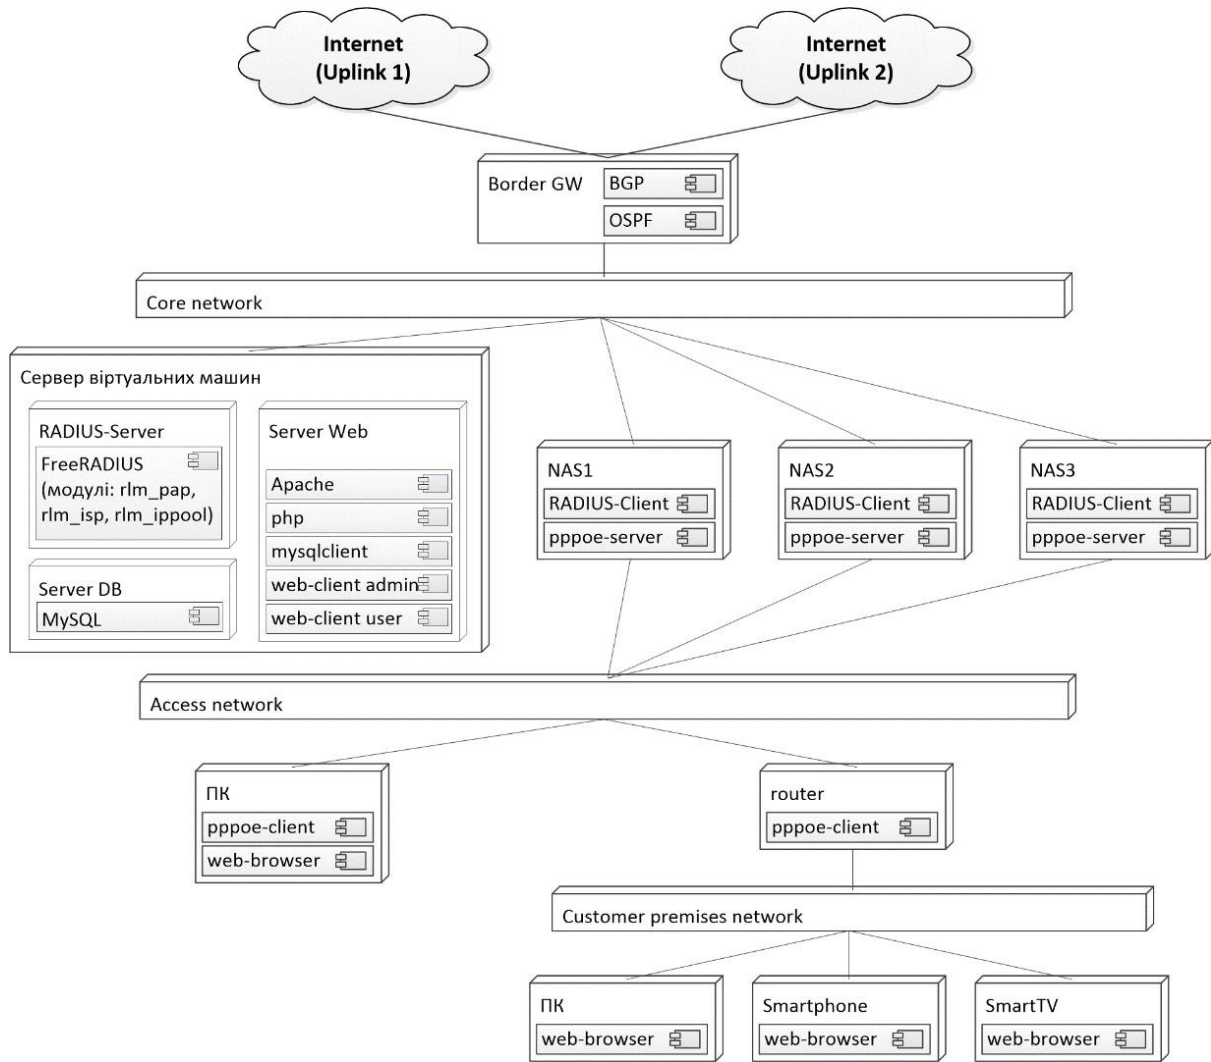 Internet
(Uplink 1)
Internet
(Uplink 2)
Border GW
BGP
OSPF
Core network
Сервер віртуальних машин
RADIUS-Server
FreeRADIUS
(модулі: rlm_pap,
rlm_isp, rlm_ippool)
Server DB
MySQL
Server Web
Apache
php
mysqlclient
web-client admin
web-client user
NAS1
RADIUS-Client
pppoe-server
NAS2
RADIUS-Client
pppoe-server
NAS3
RADIUS-Client
pppoe-server
Access network
ПК
pppoe-client
web-browser
router
pppoe-client
Customer premises network
ПК
web-browser
Smartphone
web-browser
SmartTV
web-browser